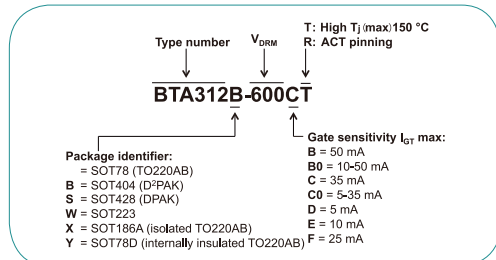 T: High Tj (max)150 °C
Type number
VDRM
R: ACT pinning
BTA312B-600CT
Package identifier:
= SOT78 (TO220AB)
B = SOT404 (D²PAK)
S = SOT428 (DPAK)
W = SOT223
X = SOT186A (isolated TO220AB)
Y = SOT78D (internally insulated TO220AB)
Gate sensitivity IGT max:
B = 50 mA
B0 = 10-50 mA
C = 35 mA
C0 = 5-35 mA
D = 5 mA
E = 10 mA
F = 25 mA